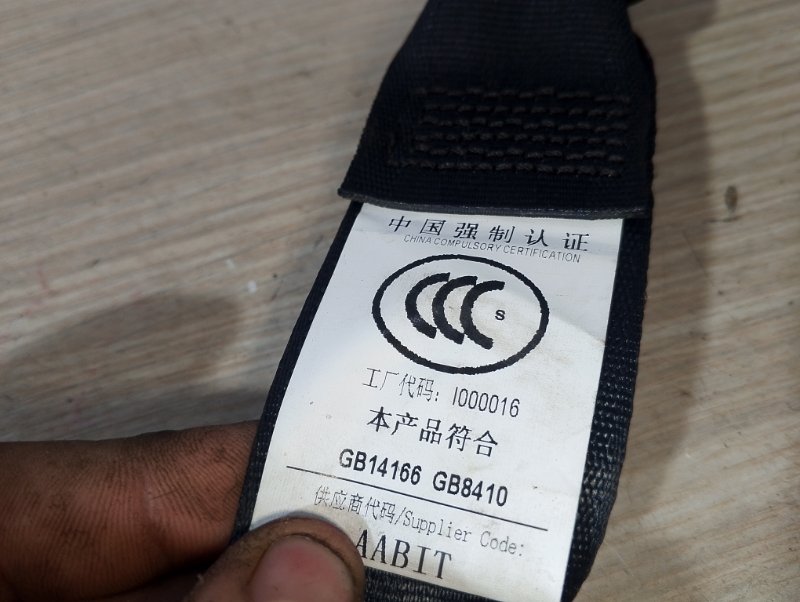 中国强制认证
CHINA COMPULSORY CERTIFICATION
CCC S
工厂代码: I000016
本产品符合
GB14166 GB8410
供应商代码/Supplier Code:
AABIT